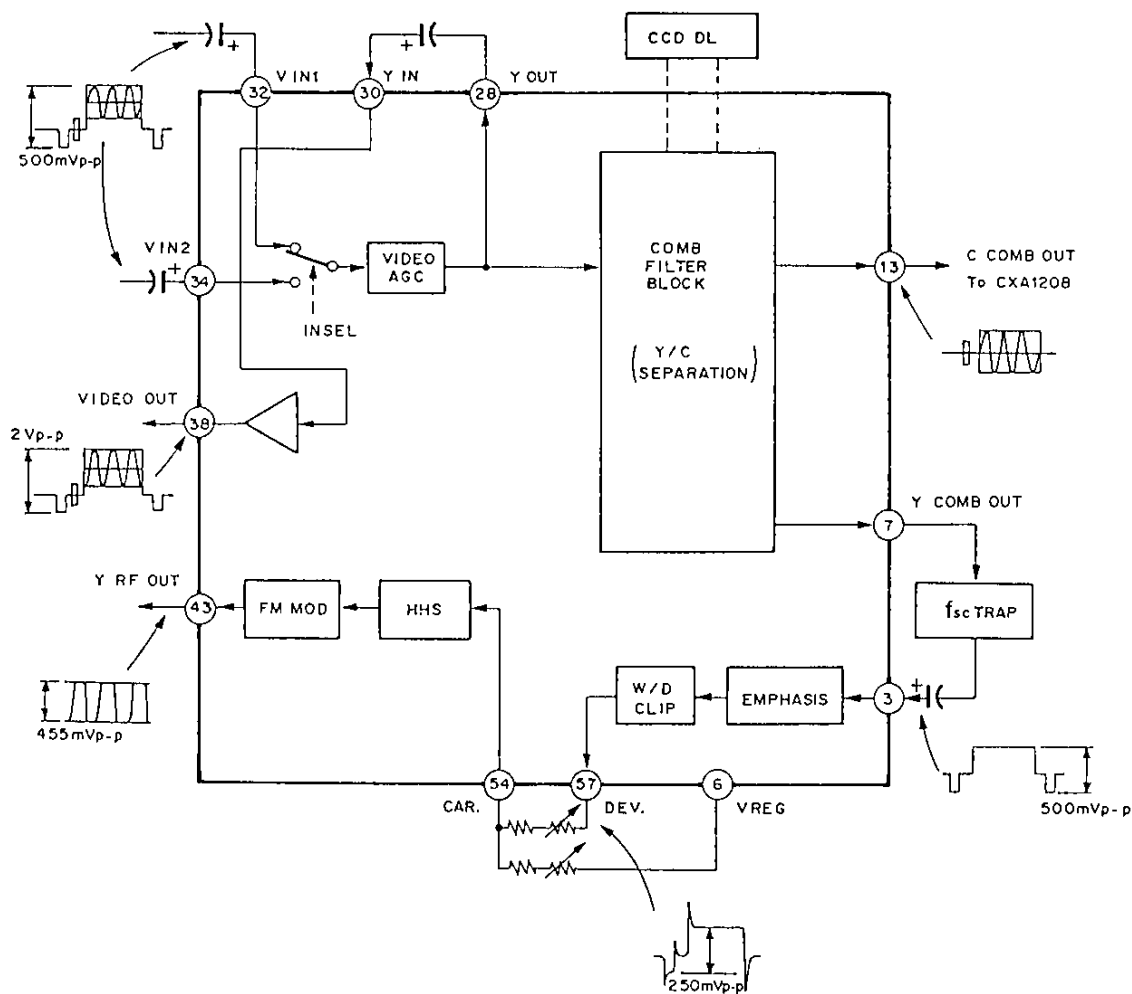 CCD DL
+
+
V IN1
Y IN
Y OUT
32
30
28
500mVp-p
VIN2
+
34
VIDEO
AGC
COMB
FILTER
BLOCK
(Y/C
SEPARATION)
INSEL
13
C COMB OUT
To CXA1208
VIDEO OUT
38
2Vp-p
7
Y COMB OUT
Y RF OUT
43
FM MOD
HHS
fsc TRAP
455mVp-p
W/D
CLIP
EMPHASIS
3
+
500mVp-p
54
57
6
CAR.
DEV.
VREG
250mVp-p